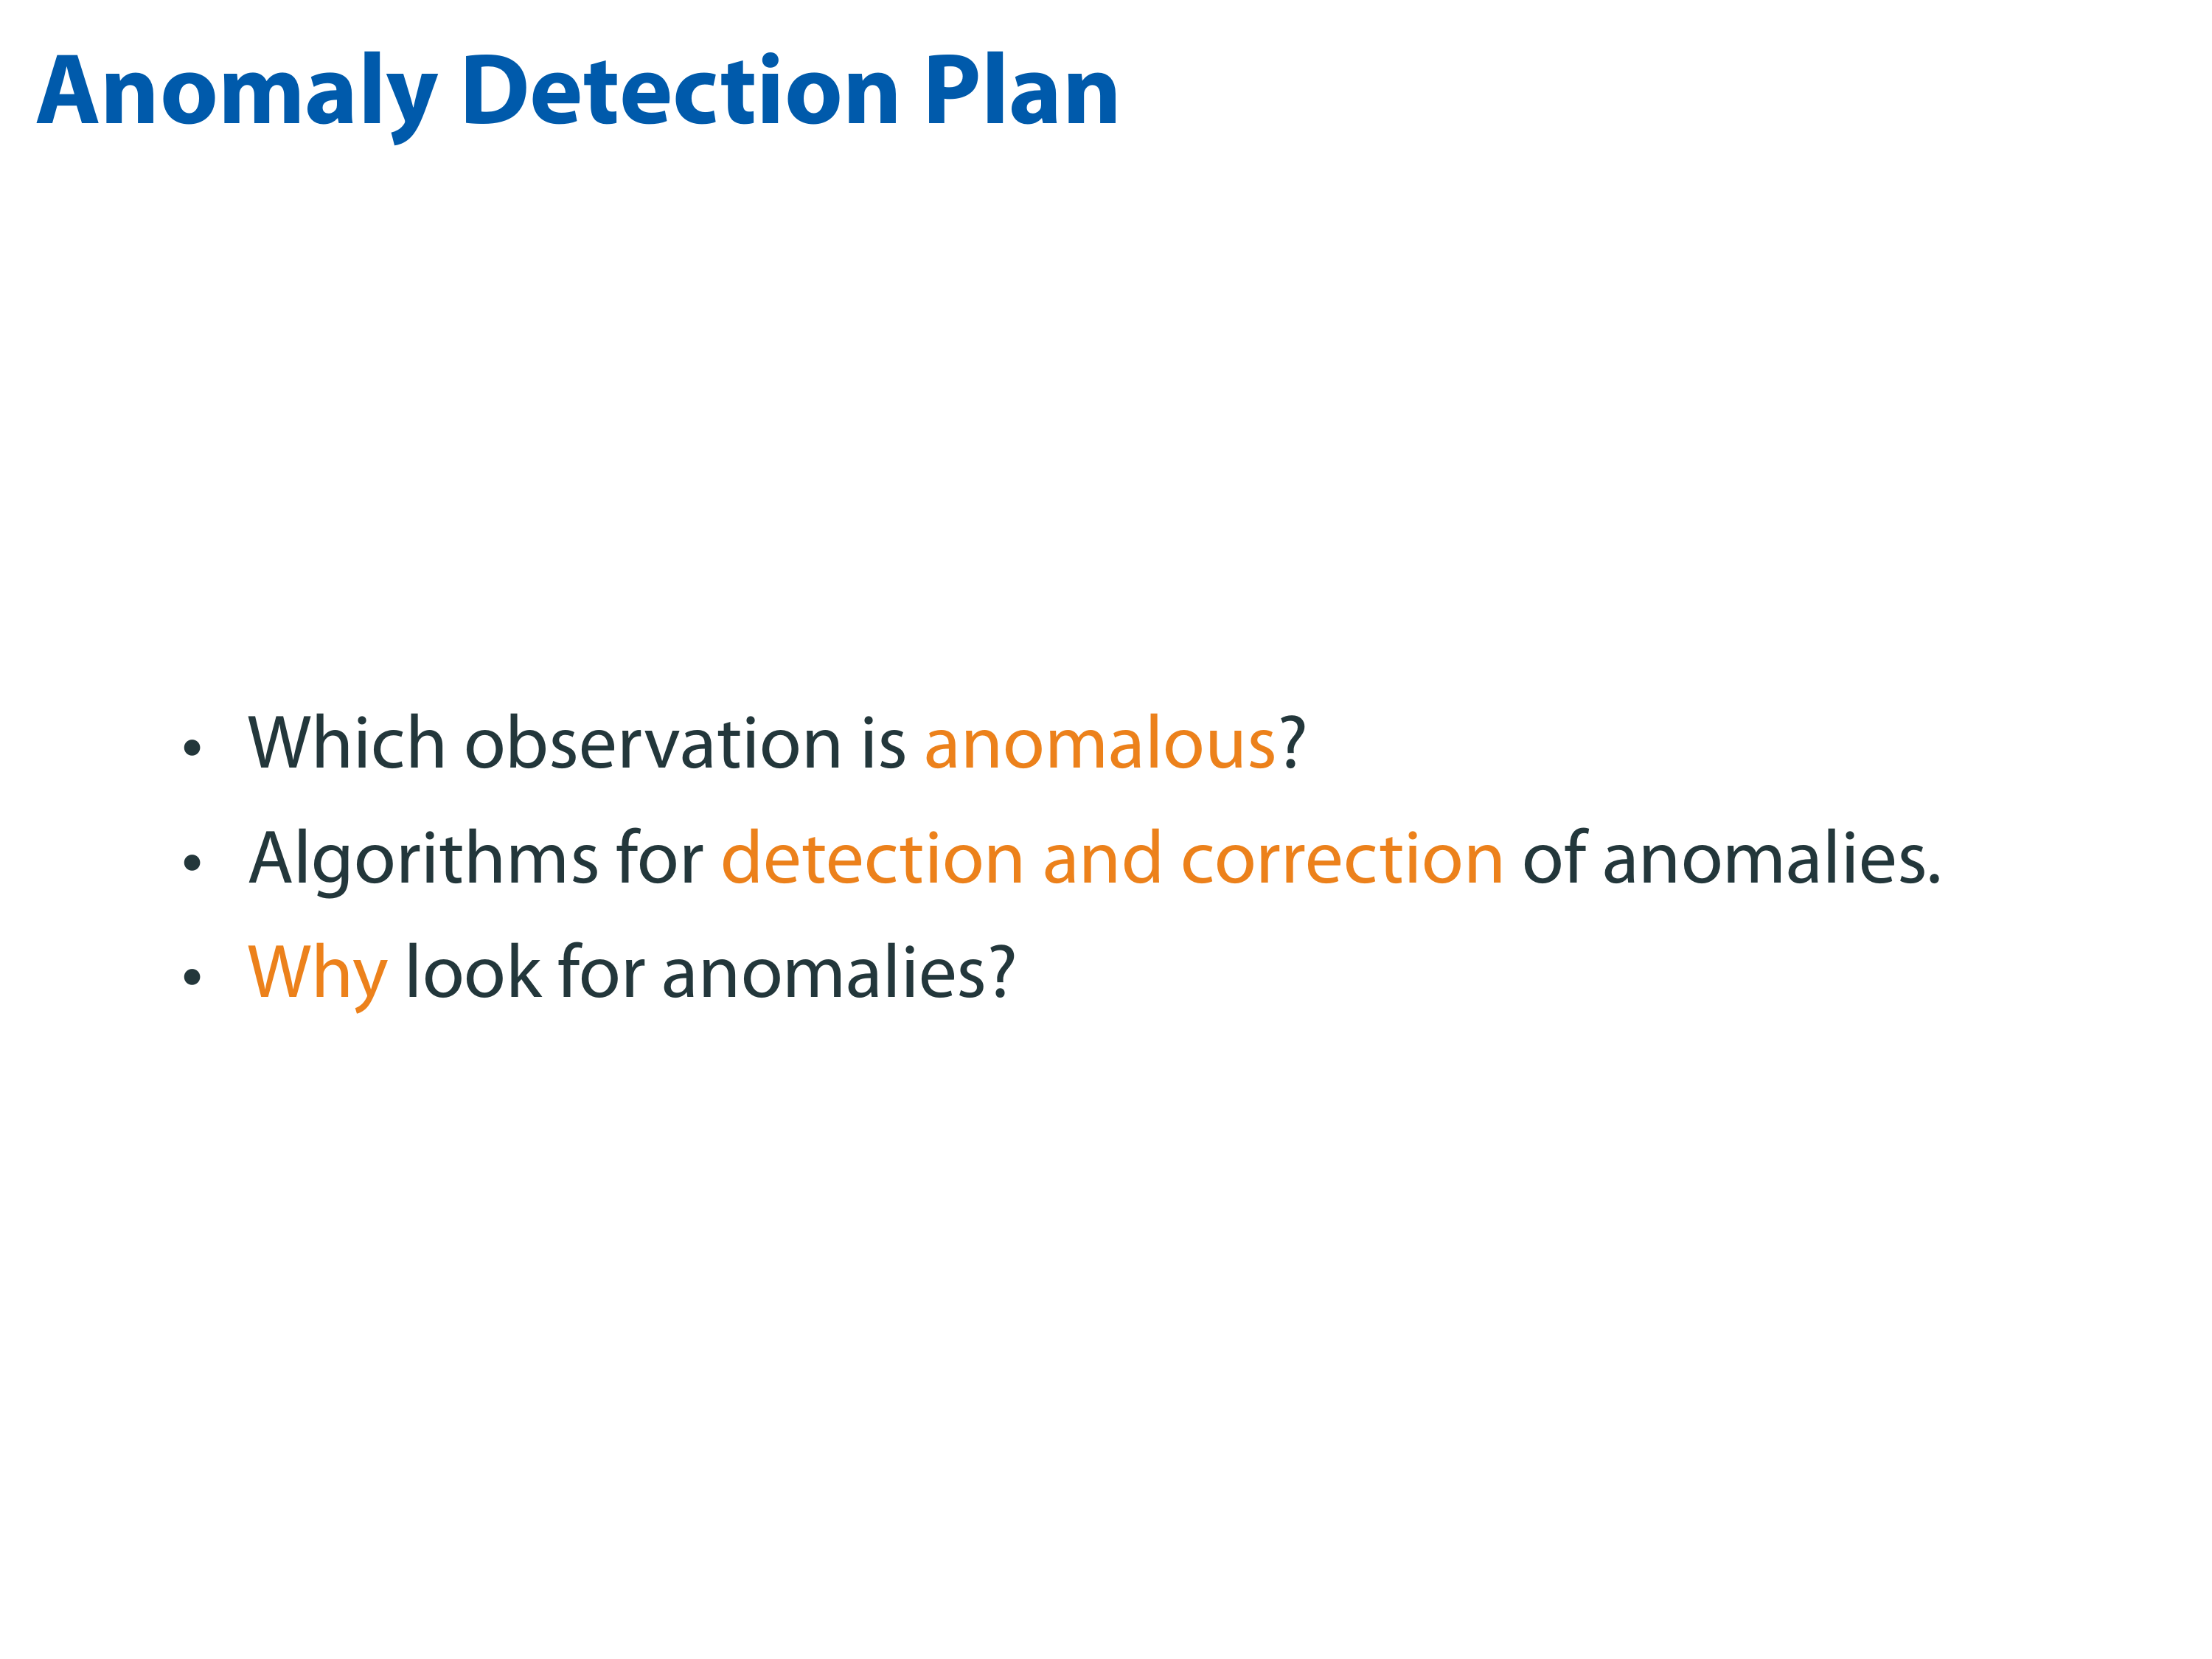 Anomaly Detection Plan
• Which observation is anomalous?
• Algorithms for detection and correction of anomalies.
• Why look for anomalies?